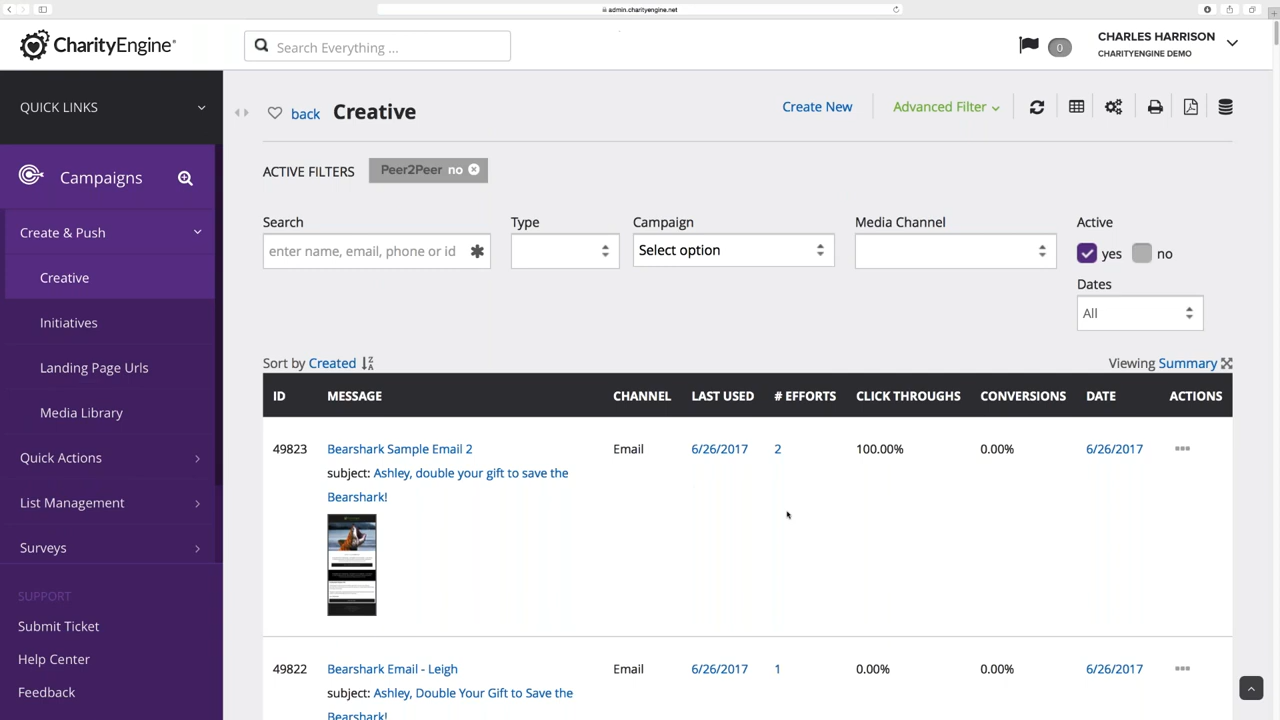 admin.charityengine.net
CharityEngine
Search Everything ...
0
CHARLES HARRISON
CHARITYENGINE DEMO
QUICK LINKS
back
Creative
Create New
Advanced Filter
Campaigns
ACTIVE FILTERS
Peer2Peer no
Create & Push
Creative
Initiatives
Landing Page Urls
Media Library
Quick Actions
List Management
Surveys
SUPPORT
Submit Ticket
Help Center
Feedback
Search
Type
Campaign
Media Channel
Active
enter name, email, phone or id
Select option
yes
no
Dates
All
Sort by Created
Viewing Summary
ID MESSAGE CHANNEL LAST USED # EFFORTS CLICK THROUGHS CONVERSIONS DATE ACTIONS
49823 Bearshark Sample Email 2 Email 6/26/2017 2 100.00% 0.00% 6/26/2017
subject: Ashley, double your gift to save the
Bearshark!
49822 Bearshark Email - Leigh Email 6/26/2017 1 0.00% 0.00% 6/26/2017
subject: Ashley, Double Your Gift to Save the
Bearshark!